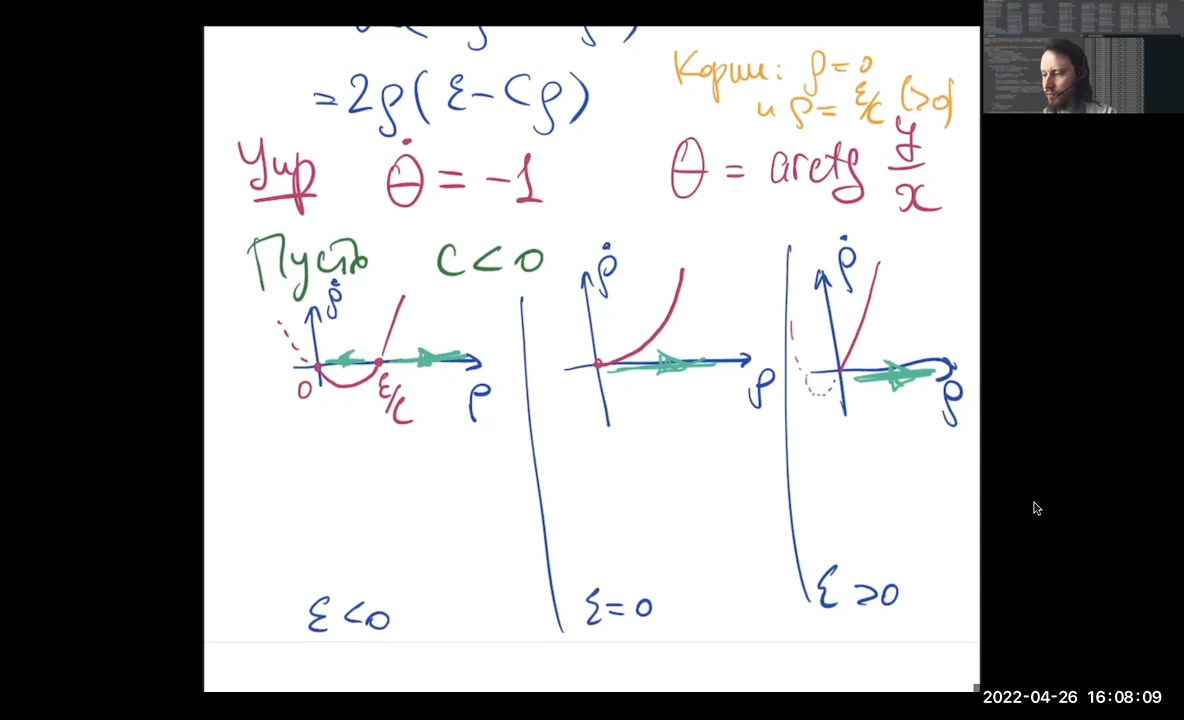 Корни: ρ = 0
= 2ρ(ε - Cρ)
и ρ = ε/C (>0)
Упр θ̇ = -1 θ = arctg y/x
Пусть C < 0
ρ̇ ρ̇ ρ̇
0 ε/C ρ ρ ρ
ε < 0 ε = 0 ε > 0
2022-04-26 16:08:09